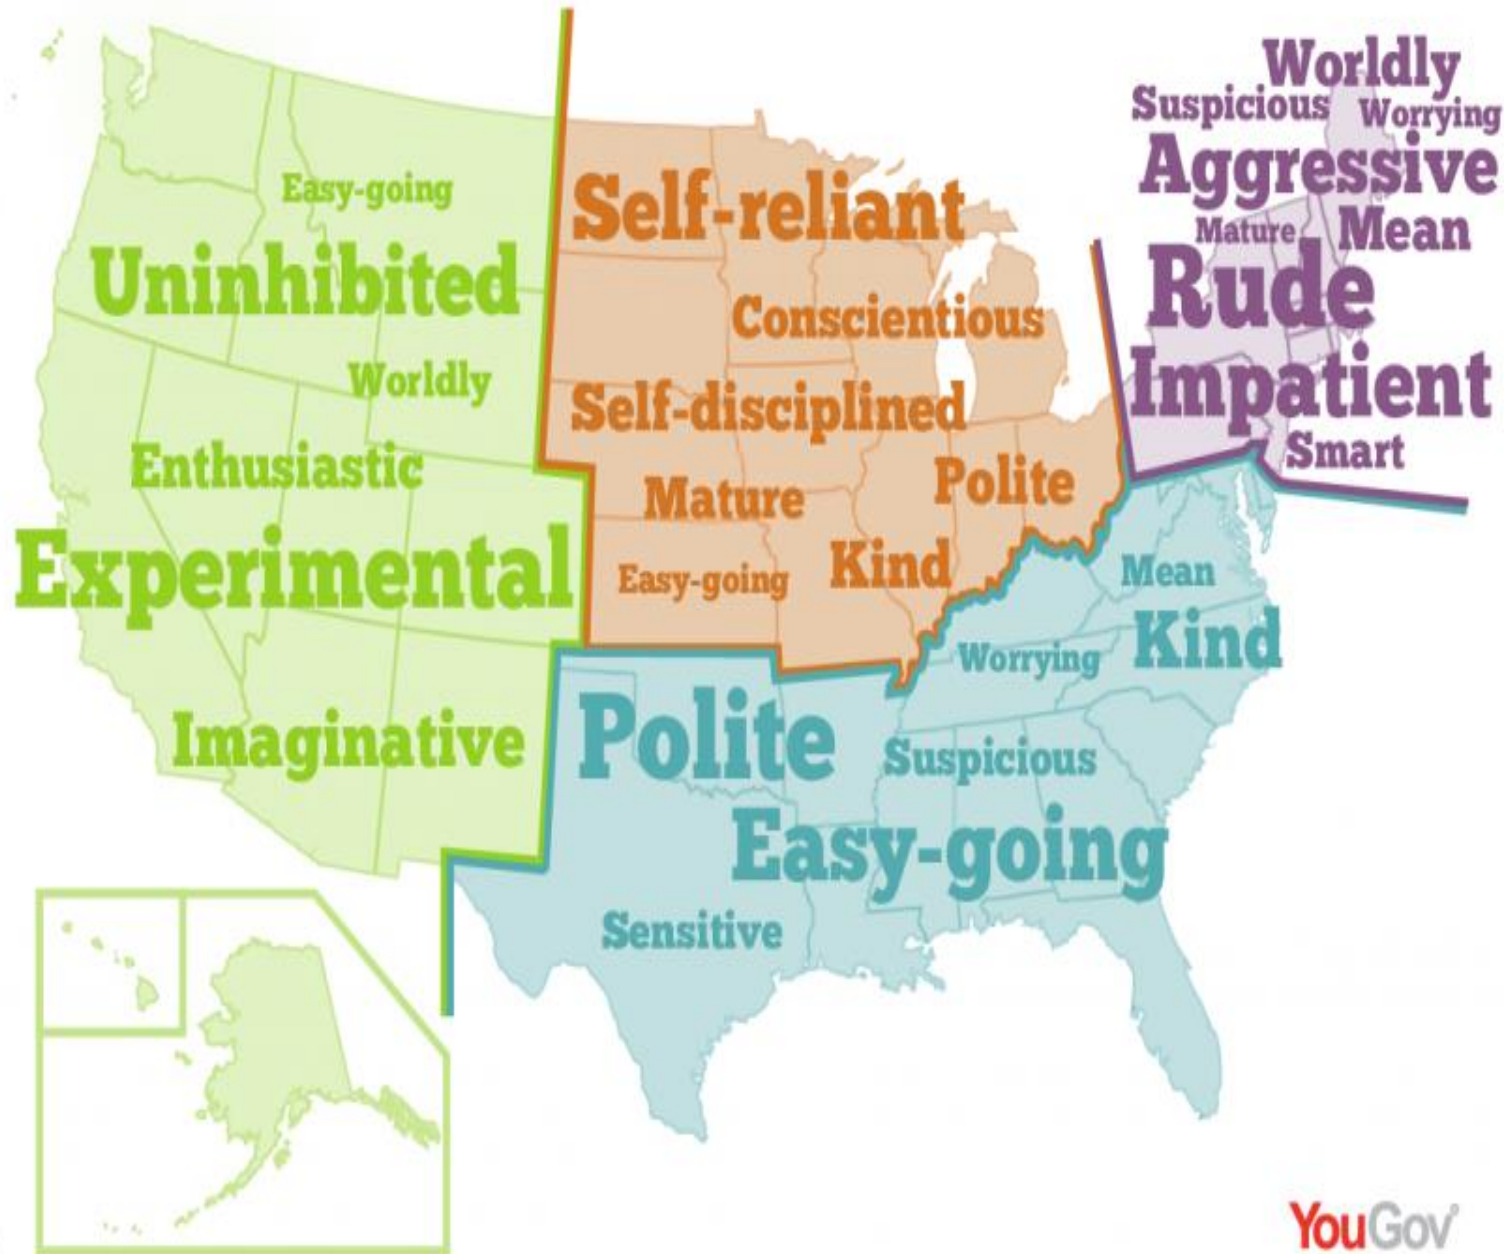 Easy-going
Uninhibited
Worldly
Enthusiastic
Experimental
Imaginative
Self-reliant
Conscientious
Self-disciplined
Mature
Polite
Easy-going
Kind
Worldly
Suspicious
Worrying
Aggressive
Mature
Mean
Rude
Impatient
Smart
Mean
Kind
Worrying
Polite
Suspicious
Easy-going
Sensitive
YouGov